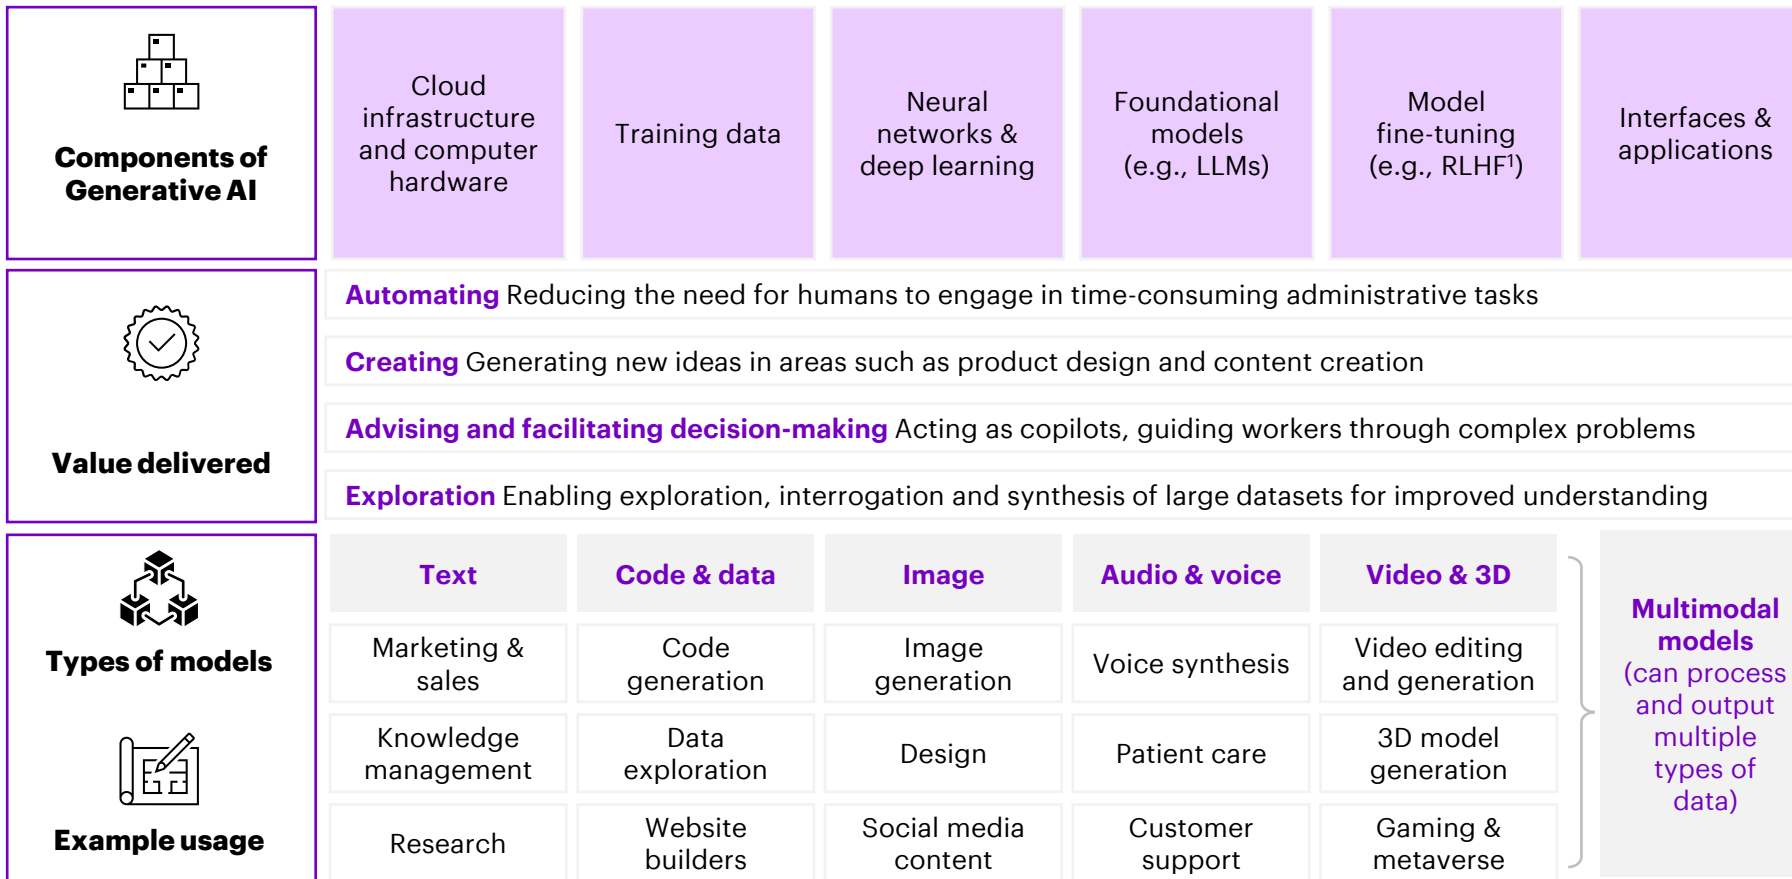 Components of
Generative AI
Cloud
infrastructure
and computer
hardware
Training data
Neural
networks &
deep learning
Foundational
models
(e.g., LLMs)
Model
fine-tuning
(e.g., RLHF¹)
Interfaces &
applications
Value delivered
Automating Reducing the need for humans to engage in time-consuming administrative tasks
Creating Generating new ideas in areas such as product design and content creation
Advising and facilitating decision-making Acting as copilots, guiding workers through complex problems
Exploration Enabling exploration, interrogation and synthesis of large datasets for improved understanding
Types of models
Example usage
Text
Code & data
Image
Audio & voice
Video & 3D
Marketing &
sales
Code
generation
Image
generation
Voice synthesis
Video editing
and generation
Knowledge
management
Data
exploration
Design
Patient care
3D model
generation
Research
Website
builders
Social media
content
Customer
support
Gaming &
metaverse
Multimodal
models
(can process
and output
multiple
types of
data)